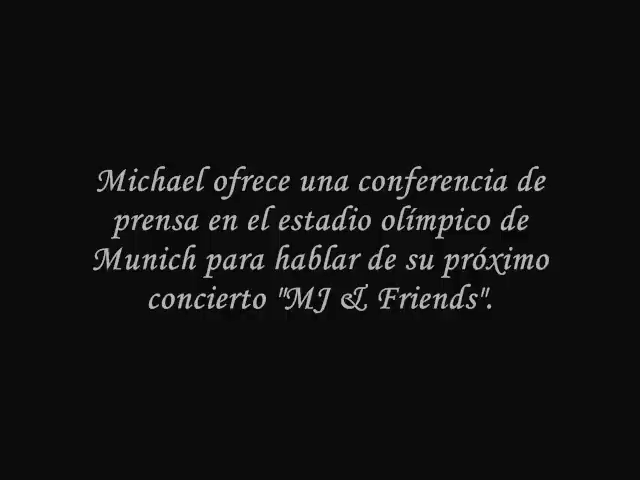 Michael ofrece una conferencia de
prensa en el estadio olímpico de
Munich para hablar de su próximo
concierto "MJ & Friends".